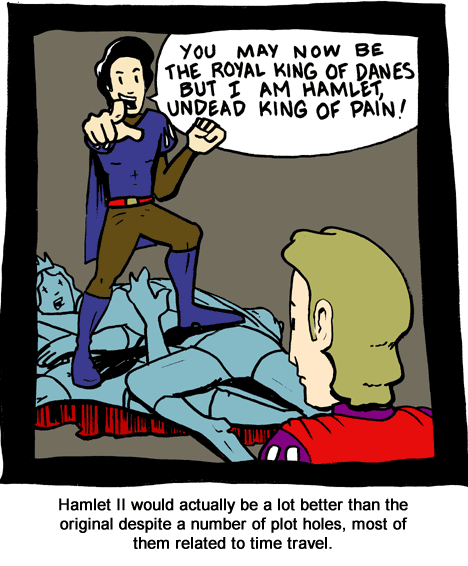 YOU MAY NOW BE
THE ROYAL KING OF DANES
BUT I AM HAMLET,
UNDEAD KING OF PAIN!
Hamlet II would actually be a lot better than the
original despite a number of plot holes, most of
them related to time travel.